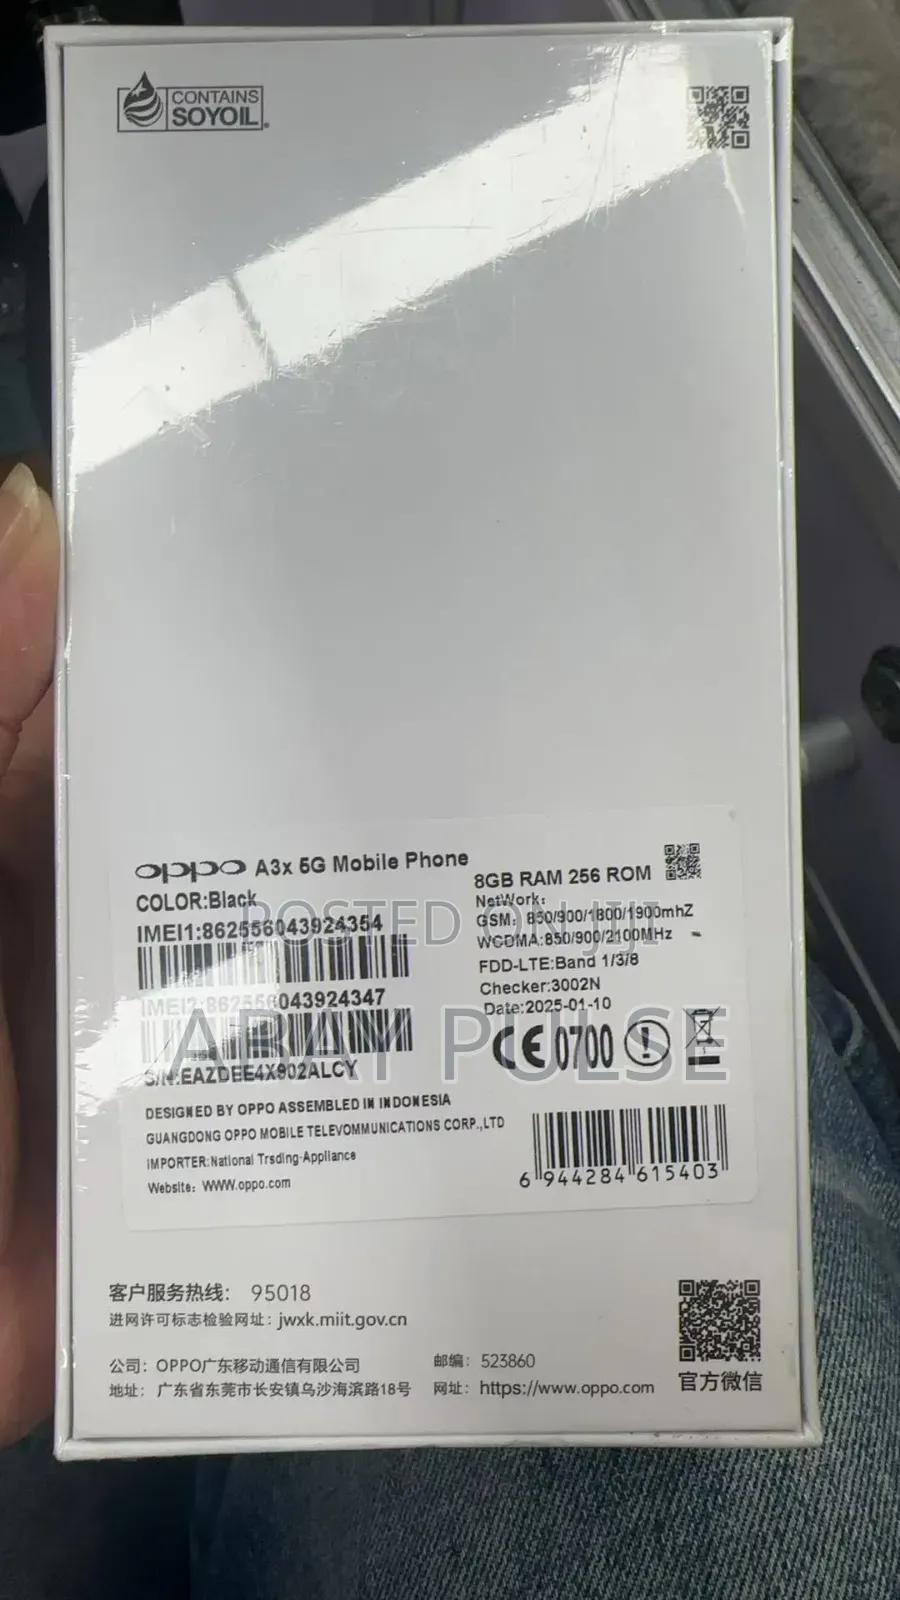 CONTAINS
SOYOIL
oppo A3x 5G Mobile Phone
8GB RAM 256 ROM
COLOR:Black
NetWork:
GSM: 850/900/1800/1900mhZ
IMEI1:862556043924354
WCDMA:850/900/2100MHz
FDD-LTE:Band 1/3/8
IMEI2:862556043924347
Checker:3002N
Date:2025-01-10
POSTED ON JIJI
ABAY PULSE
CE 0700
S/N:EAZDEE4X902ALCY
DESIGNED BY OPPO ASSEMBLED IN INDONESIA
GUANGDONG OPPO MOBILE TELEVOMMUNICATIONS CORP.,LTD
IMPORTER:National Trsding-Appliance
Website: WWW.oppo.com
6 944284 615403
客户服务热线: 95018
进网许可标志检验网址: jwxk.miit.gov.cn
公司: OPPO广东移动通信有限公司
邮编: 523860
地址: 广东省东莞市长安镇乌沙海滨路18号
网址: https://www.oppo.com
官方微信